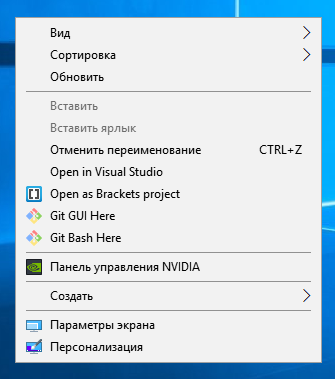 Вид
Сортировка
Обновить
Вставить
Вставить ярлык
Отменить переименование CTRL+Z
Open in Visual Studio
Open as Brackets project
Git GUI Here
Git Bash Here
Панель управления NVIDIA
Создать
Параметры экрана
Персонализация